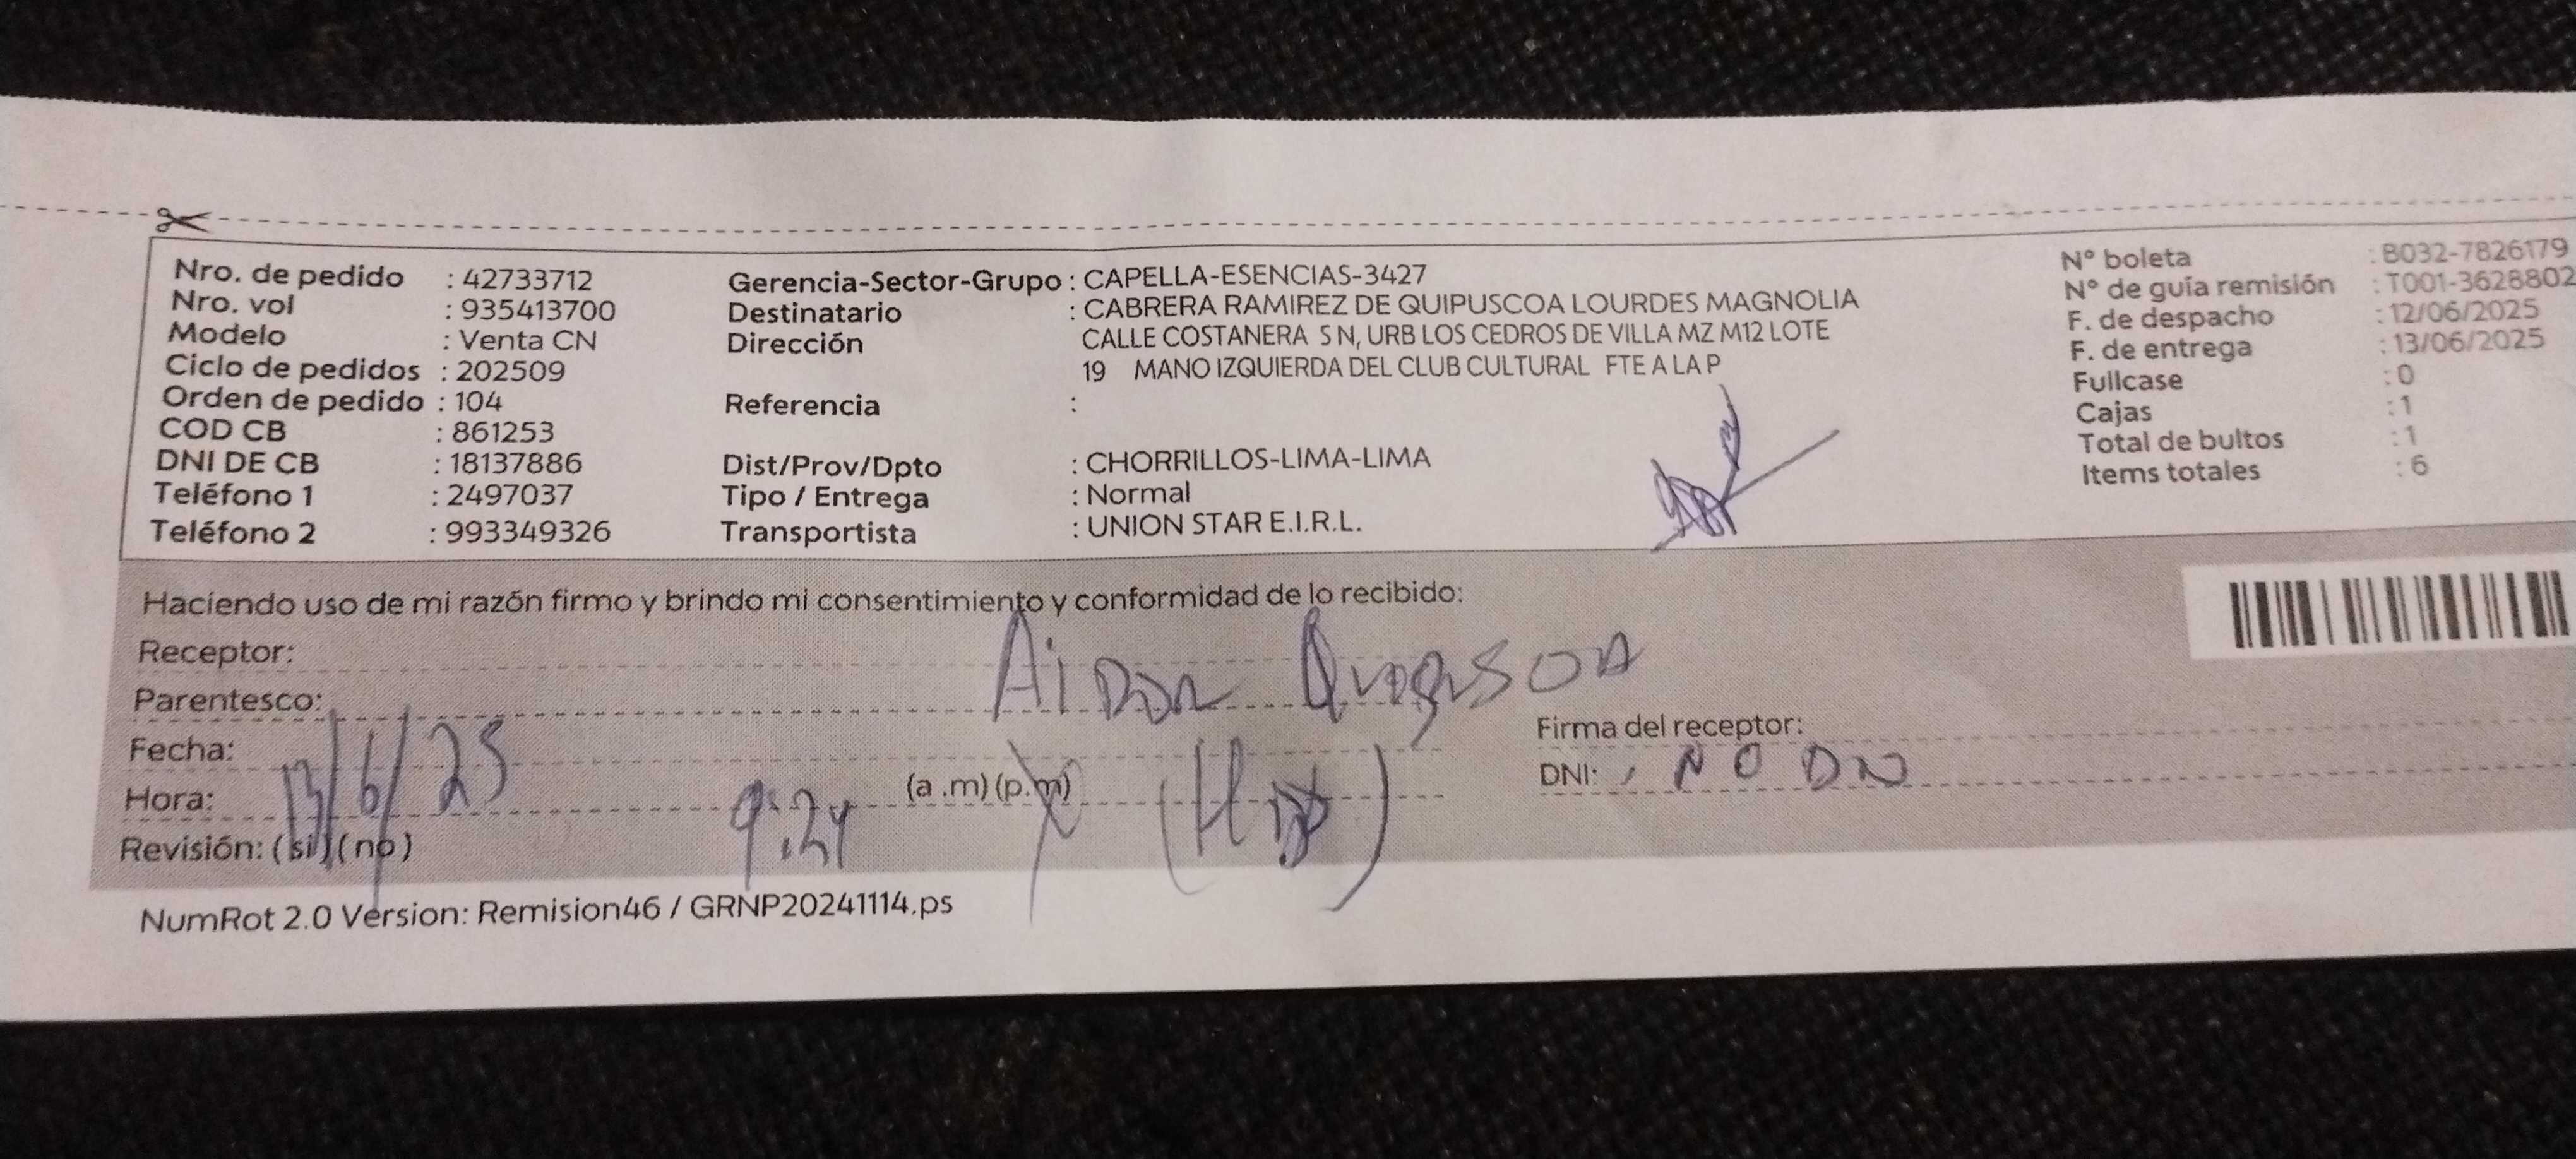 Nro. de pedido : 42733712
Nro. vol : 935413700
Modelo : Venta CN
Ciclo de pedidos : 202509
Orden de pedido : 104
COD CB : 861253
DNI DE CB : 18137886
Teléfono 1 : 2497037
Teléfono 2 : 993349326
Gerencia-Sector-Grupo : CAPELLA-ESENCIAS-3427
Destinatario : CABRERA RAMIREZ DE QUIPUSCOA LOURDES MAGNOLIA
Dirección CALLE COSTANERA S N, URB LOS CEDROS DE VILLA MZ M12 LOTE
19 MANO IZQUIERDA DEL CLUB CULTURAL FTE A LA P
Referencia :
Dist/Prov/Dpto : CHORRILLOS-LIMA-LIMA
Tipo / Entrega : Normal
Transportista : UNION STAR E.I.R.L.
N° boleta : B032-7826179
N° de guía remisión : T001-3628802
F. de despacho : 12/06/2025
F. de entrega : 13/06/2025
Fullcase : 0
Cajas : 1
Total de bultos : 1
Items totales : 6
Haciendo uso de mi razón firmo y brindo mi consentimiento y conformidad de lo recibido:
Receptor:
Parentesco:
Fecha: 13/6/25
Hora: 9:24 (a .m) (p.m)
Revisión: (si) (no)
Firma del receptor:
DNI: NO DN
NumRot 2.0 Version: Remision46 / GRNP20241114.ps